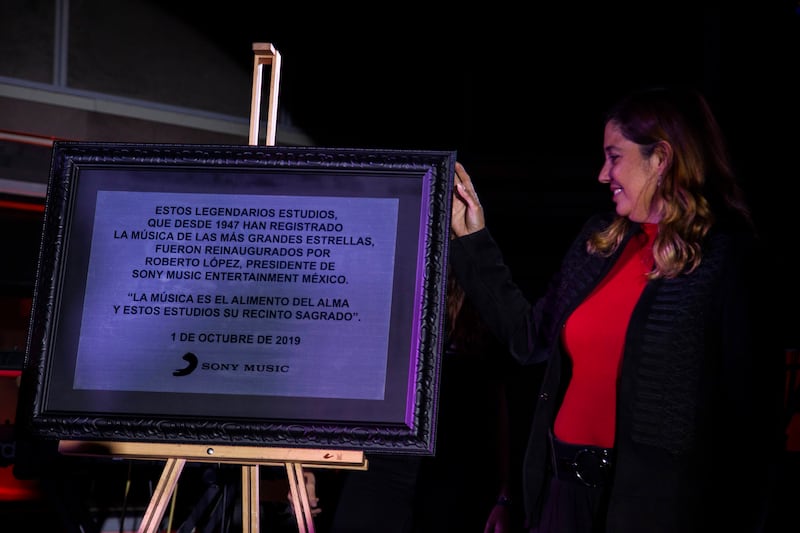 ESTOS LEGENDARIOS ESTUDIOS,
QUE DESDE 1947 HAN REGISTRADO
LA MÚSICA DE LAS MÁS GRANDES ESTRELLAS,
FUERON REINAUGURADOS POR
ROBERTO LÓPEZ, PRESIDENTE DE
SONY MUSIC ENTERTAINMENT MÉXICO.
“LA MÚSICA ES EL ALIMENTO DEL ALMA
Y ESTOS ESTUDIOS SU RECINTO SAGRADO”.
1 DE OCTUBRE DE 2019
SONY MUSIC